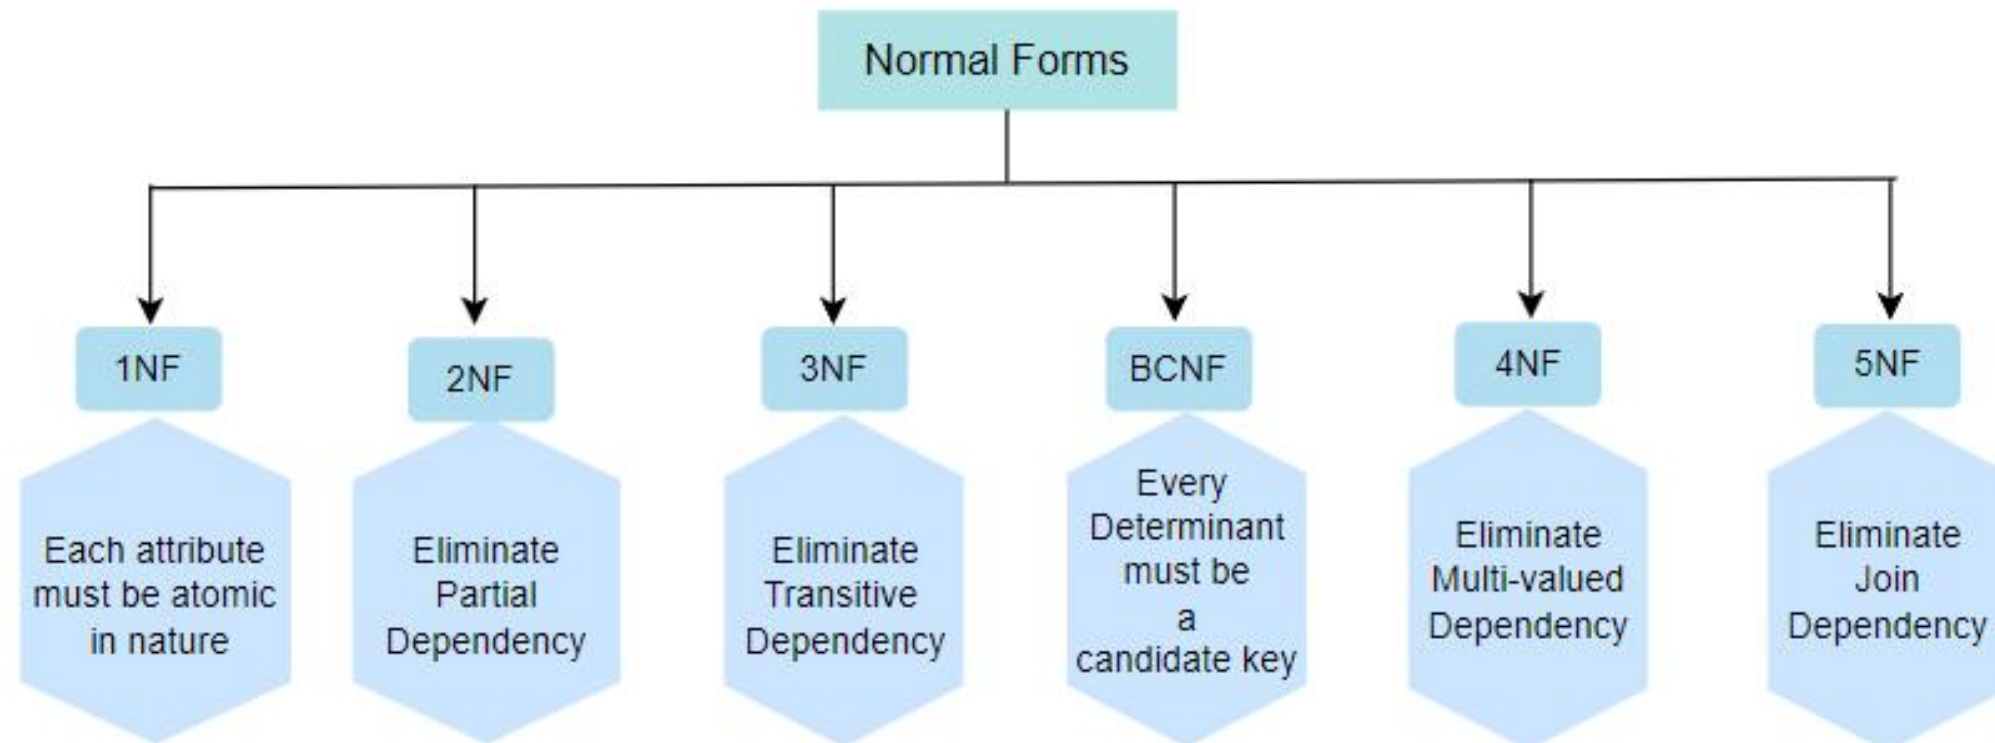 Normal Forms
1NF
2NF
3NF
BCNF
4NF
5NF
Each attribute
must be atomic
in nature
Eliminate
Partial
Dependency
Eliminate
Transitive
Dependency
Every
Determinant
must be
a
candidate key
Eliminate
Multi-valued
Dependency
Eliminate
Join
Dependency